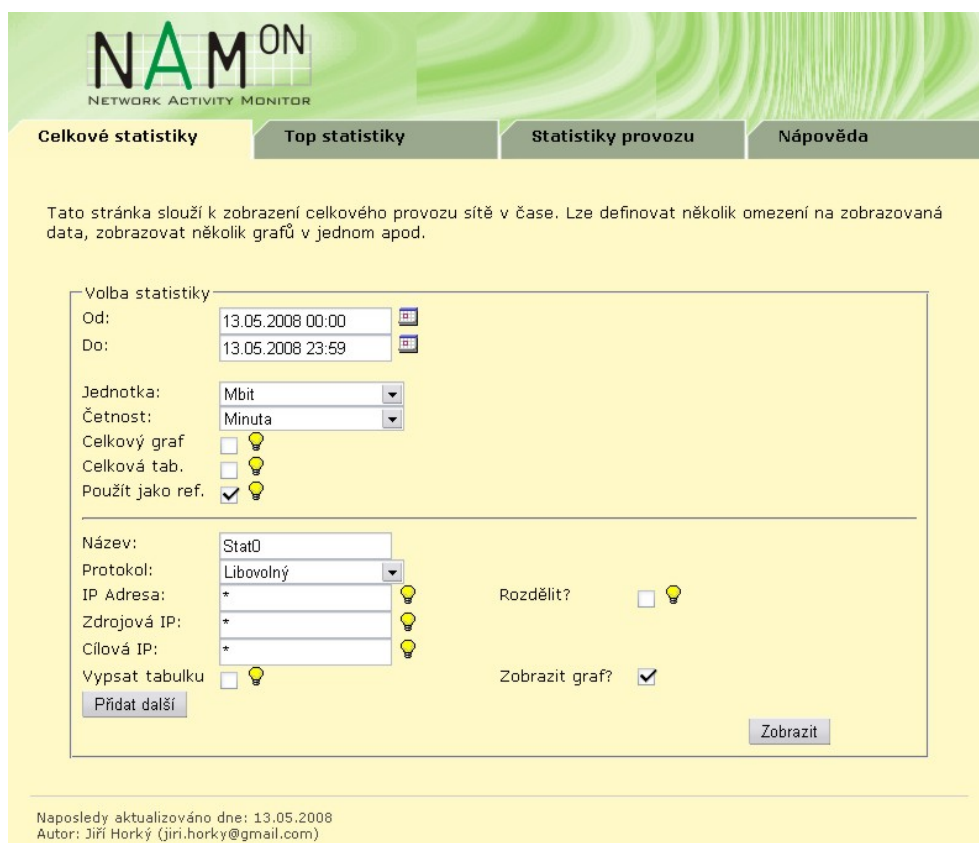 NAMON
NETWORK ACTIVITY MONITOR
Celkové statistiky Top statistiky Statistiky provozu Nápověda
Tato stránka slouží k zobrazení celkového provozu sítě v čase. Lze definovat několik omezení na zobrazovaná
data, zobrazovat několik grafů v jednom apod.
Volba statistiky
Od: 13.05.2008 00:00
Do: 13.05.2008 23:59
Jednotka: Mbit
Četnost: Minuta
Celkový graf
Celková tab.
Použít jako ref.
Název: Stat0
Protokol: Libovolný
IP Adresa: * Rozdělit?
Zdrojová IP: *
Cílová IP: *
Vypsat tabulku Zobrazit graf?
Přidat další
Zobrazit
Naposledy aktualizováno dne: 13.05.2008
Autor: Jiří Horký (jiri.horky@gmail.com)